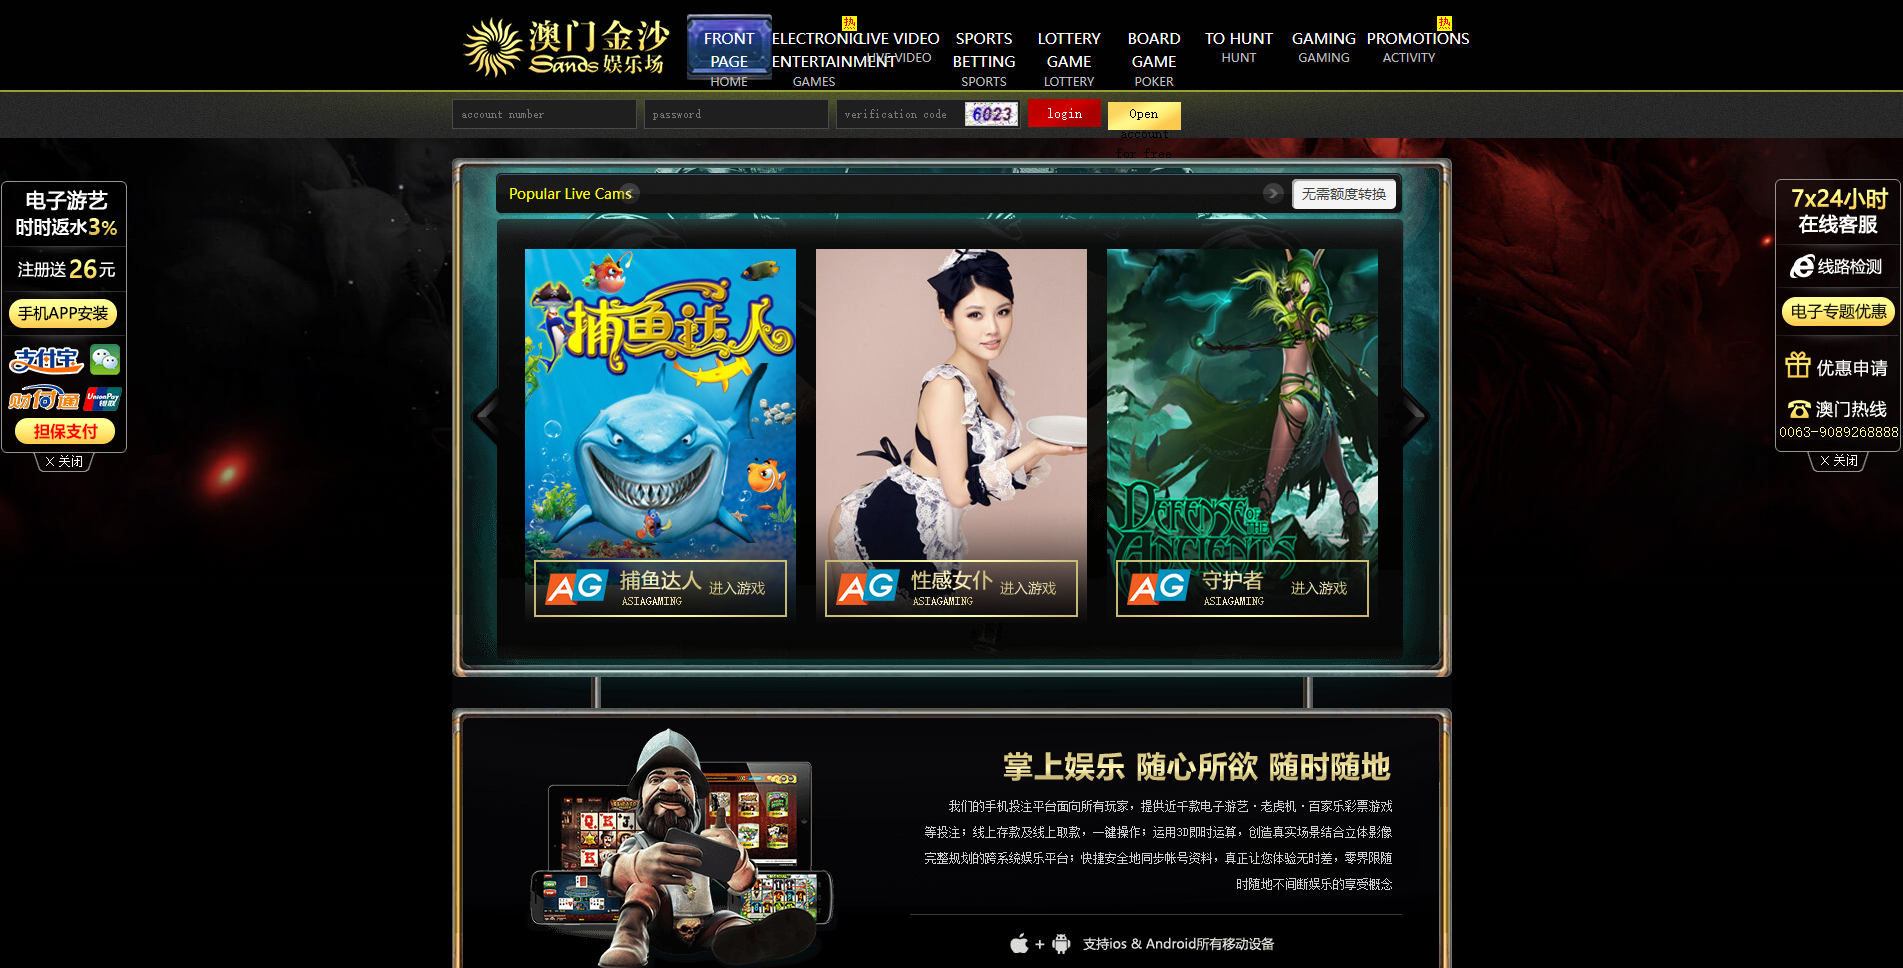 澳门金沙
Sands 娱乐场
FRONT PAGE
HOME
热
ELECTRONIC ENTERTAINMENT
GAMES
LIVE VIDEO
LIVE VIDEO
SPORTS BETTING
SPORTS
LOTTERY GAME
LOTTERY
BOARD GAME
POKER
TO HUNT
HUNT
GAMING
GAMING
热
PROMOTIONS
ACTIVITY
account number
password
verification code
6023
login
Open account for free
电子游艺
时时返水3%
注册送 26元
手机APP安装
支付宝
财付通
UnionPay
银联
担保支付
X 关闭
7x24小时
在线客服
线路检测
电子专题优惠
优惠申请
澳门热线
0063-9089268888
X 关闭
Popular Live Cams
无需额度转换
捕鱼达人
AG 捕鱼达人 进入游戏
ASIAGAMING
AG 性感女仆 进入游戏
ASIAGAMING
DEFENSE OF THE ANCIENTS
AG 守护者 进入游戏
ASIAGAMING
掌上娱乐 随心所欲 随时随地
我们的手机投注平台面向所有玩家，提供近千款电子游艺·老虎机·百家乐彩票游戏
等投注；线上存款及线上取款，一键操作；运用3D即时运算，创造真实场景结合立体影像
完整规划的跨系统娱乐平台；快捷安全地同步帐号资料，真正让您体验无时差，零界限随
时随地不间断娱乐的享受概念
+ 支持ios & Android所有移动设备